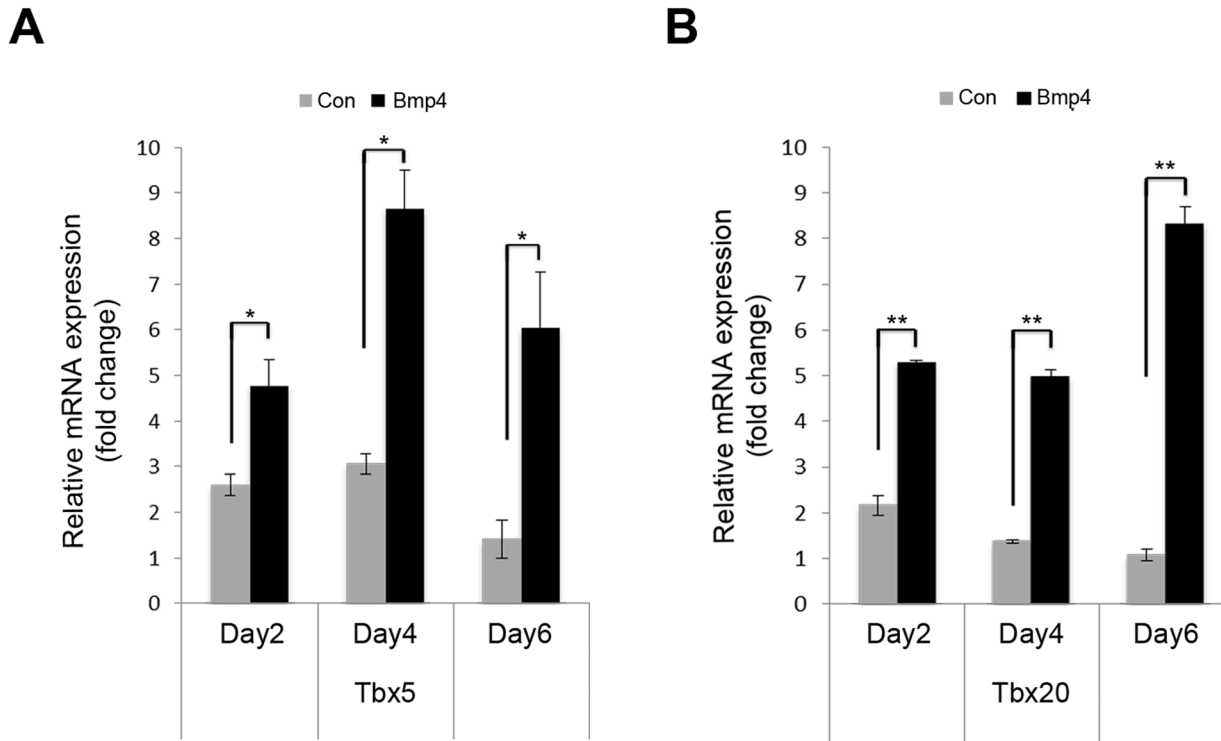 A
Con Bmp4
Relative mRNA expression
(fold change)
10
9
8
7
6
5
4
3
2
1
0
*
*
*
Day2 Day4 Day6
Tbx5
B
Con Bmp4
Relative mRNA expression
(fold change)
10
9
8
7
6
5
4
3
2
1
0
**
**
**
Day2 Day4 Day6
Tbx20